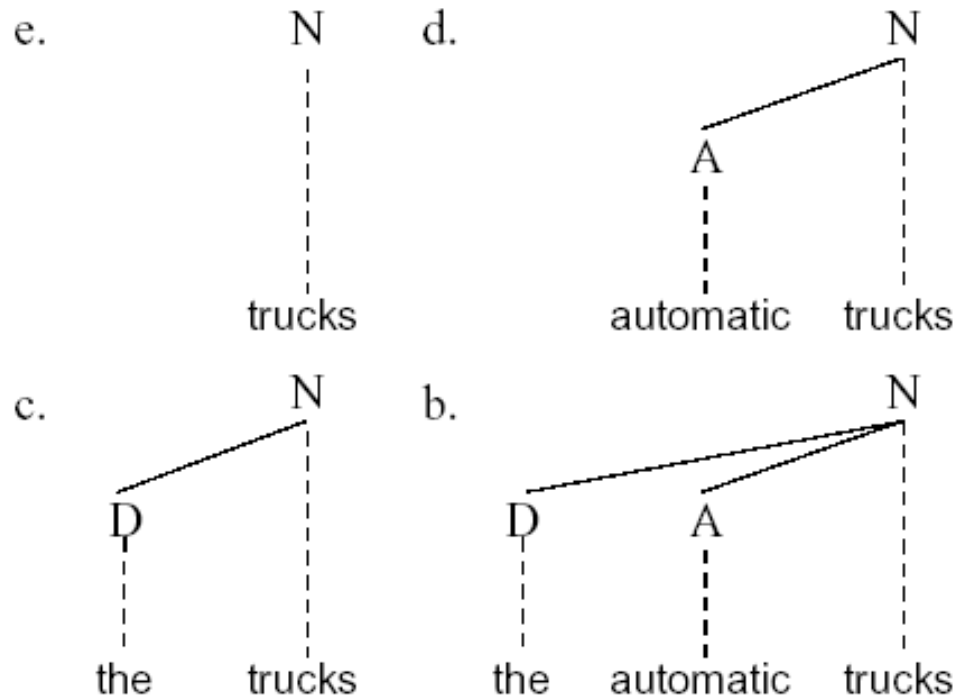 e. N d. N
A
trucks automatic trucks
c. N b. N
D D A
the trucks the automatic trucks